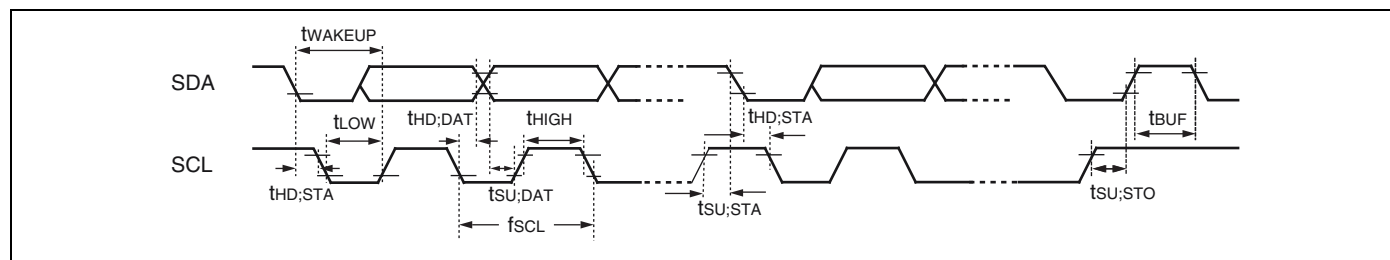 tWAKEUP
SDA
tLOW
tHD;DAT
tHIGH
tHD;STA
tBUF
SCL
tHD;STA
tSU;DAT
tSU;STA
tSU;STO
fSCL